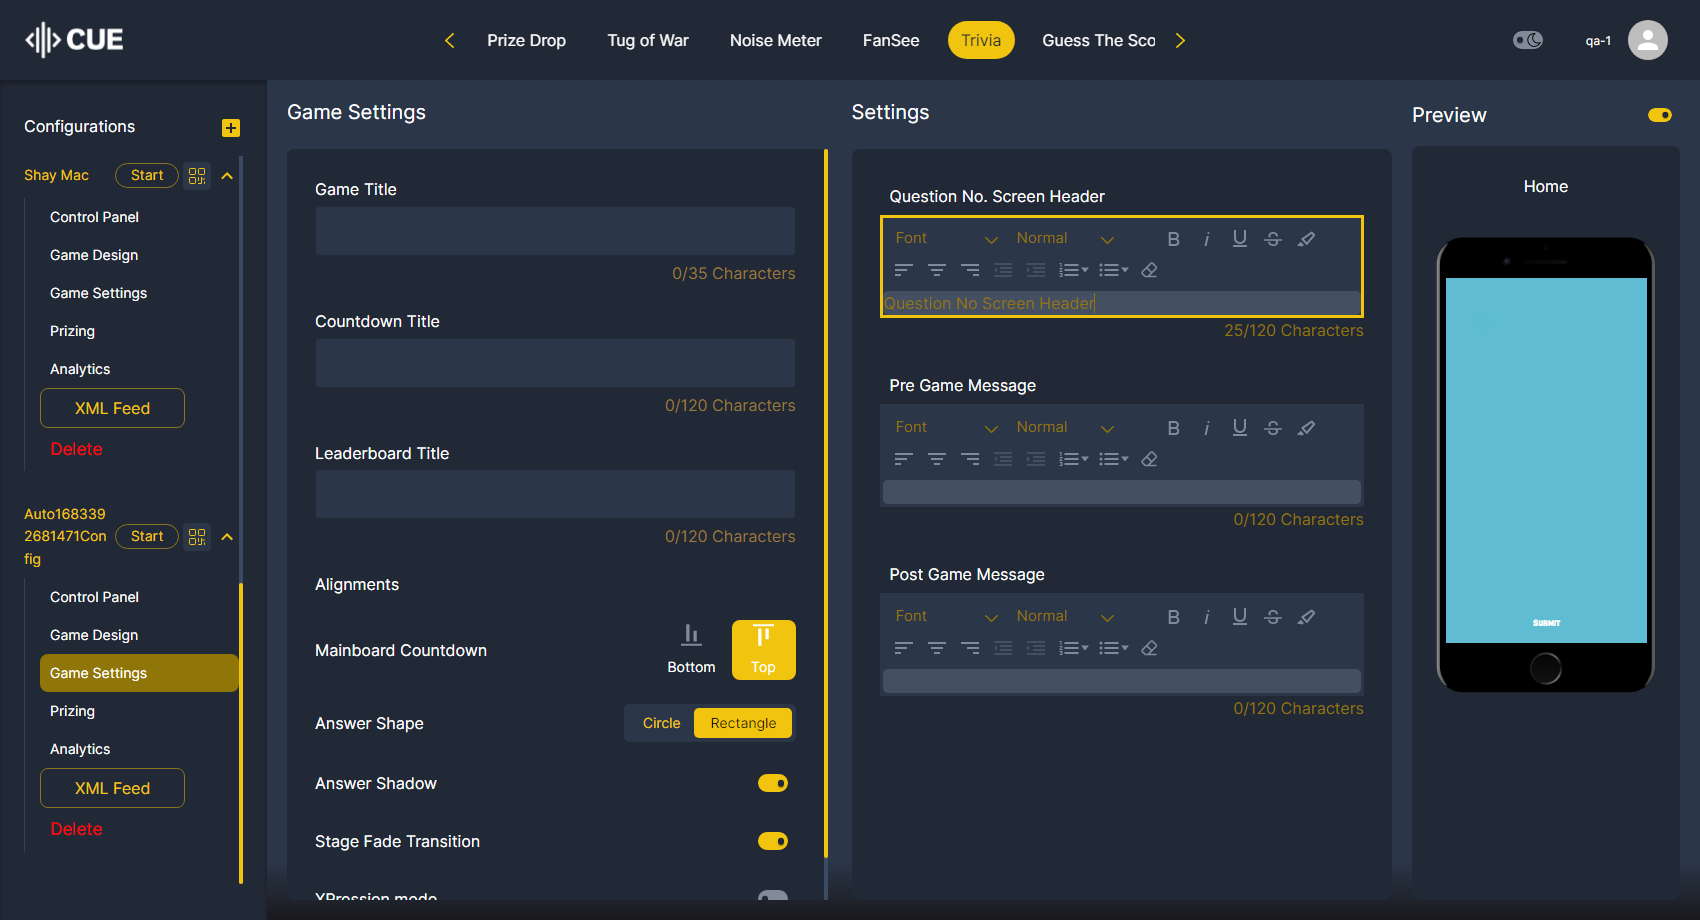 CUE
Prize Drop
Tug of War
Noise Meter
FanSee
Trivia
Guess The Sco
qa-1
Configurations
Shay Mac
Start
Control Panel
Game Design
Game Settings
Prizing
Analytics
XML Feed
Delete
Auto168339
2681471Con
fig
Start
Control Panel
Game Design
Game Settings
Prizing
Analytics
XML Feed
Delete
Game Settings
Game Title
0/35 Characters
Countdown Title
0/120 Characters
Leaderboard Title
0/120 Characters
Alignments
Mainboard Countdown
Bottom
Top
Answer Shape
Circle
Rectangle
Answer Shadow
Stage Fade Transition
XPression mode
Settings
Question No. Screen Header
Font
Normal
B i U S
Question No Screen Header
25/120 Characters
Pre Game Message
Font
Normal
B i U S
0/120 Characters
Post Game Message
Font
Normal
B i U S
0/120 Characters
Preview
Home
SUBMIT